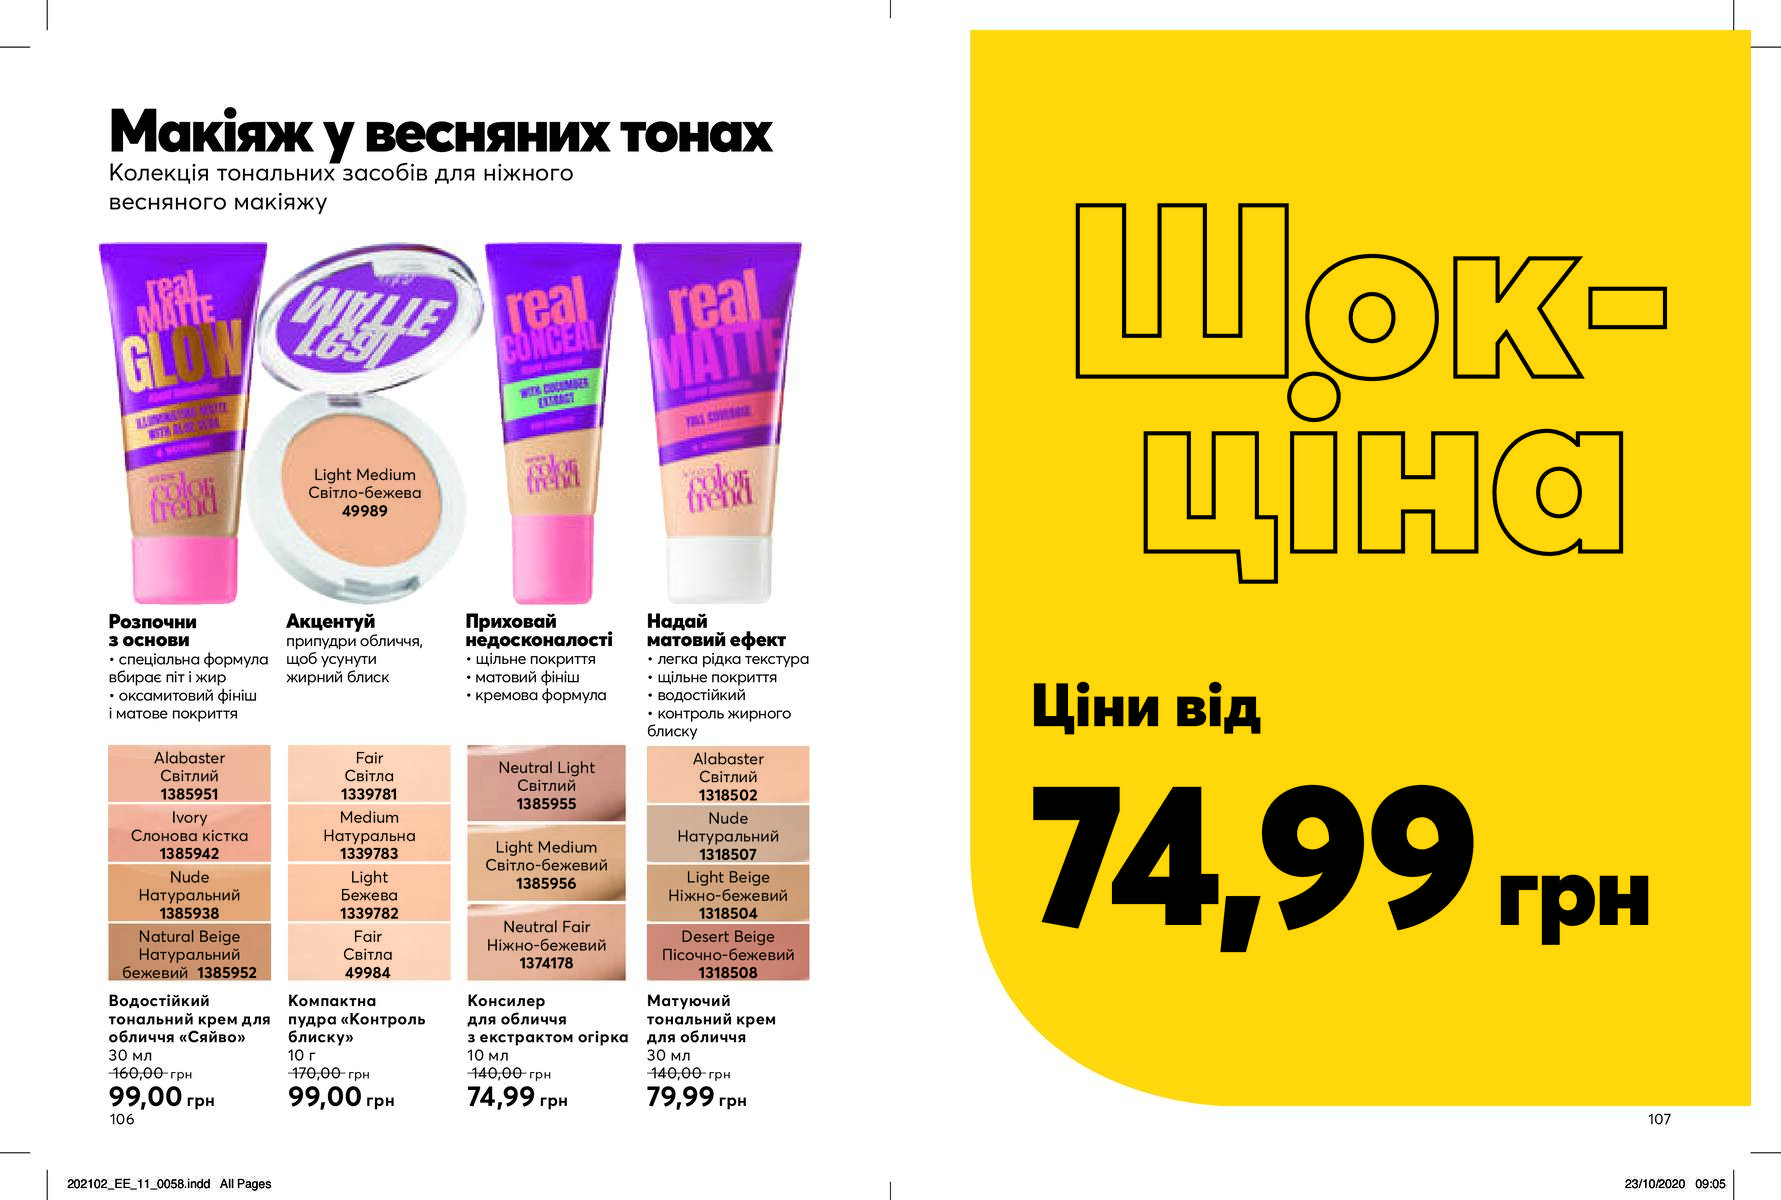 Макіяж у весняних тонах
Колекція тональних засобів для ніжного
весняного макіяжу
real
MATTE
GLOW
ILLUMINATING MATTE
WITH ALOE VERA
color
trend
real
MATTE
Light Medium
Світло-бежева
49989
real
CONCEAL
WITH CUCUMBER
EXTRACT
color
trend
real
MATTE
FULL COVERAGE
color
trend
Розпочни
з основи
• спеціальна формула
вбирає піт і жир
• оксамитовий фініш
і матове покриття
Акцентуй
припудри обличчя,
щоб усунути
жирний блиск
Приховай
недосконалості
• щільне покриття
• матовий фініш
• кремова формула
Надай
матовий ефект
• легка рідка текстура
• щільне покриття
• водостійкий
• контроль жирного
блиску
Alabaster
Світлий
1385951
Ivory
Слонова кістка
1385942
Nude
Натуральний
1385938
Natural Beige
Натуральний
бежевий 1385952
Fair
Світла
1339781
Medium
Натуральна
1339783
Light
Бежева
1339782
Fair
Світла
49984
Neutral Light
Світлий
1385955
Light Medium
Світло-бежевий
1385956
Neutral Fair
Ніжно-бежевий
1374178
Alabaster
Світлий
1318502
Nude
Натуральний
1318507
Light Beige
Ніжно-бежевий
1318504
Desert Beige
Пісочно-бежевий
1318508
Водостійкий
тональний крем для
обличчя «Сяйво»
30 мл
160,00 грн
99,00 грн
Компактна
пудра «Контроль
блиску»
10 г
170,00 грн
99,00 грн
Консилер
для обличчя
з екстрактом огірка
10 мл
140,00 грн
74,99 грн
Матуючий
тональний крем
для обличчя
30 мл
140,00 грн
79,99 грн
106
Шок-
ціна
Ціни від
74,99 грн
107
202102_EE_11_0058.indd All Pages
23/10/2020 09:05